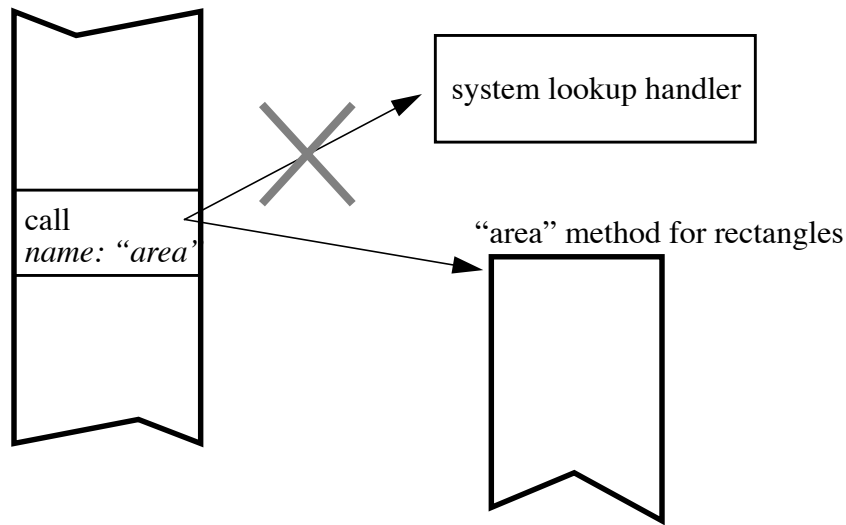 system lookup handler
call
name: “area”
“area” method for rectangles